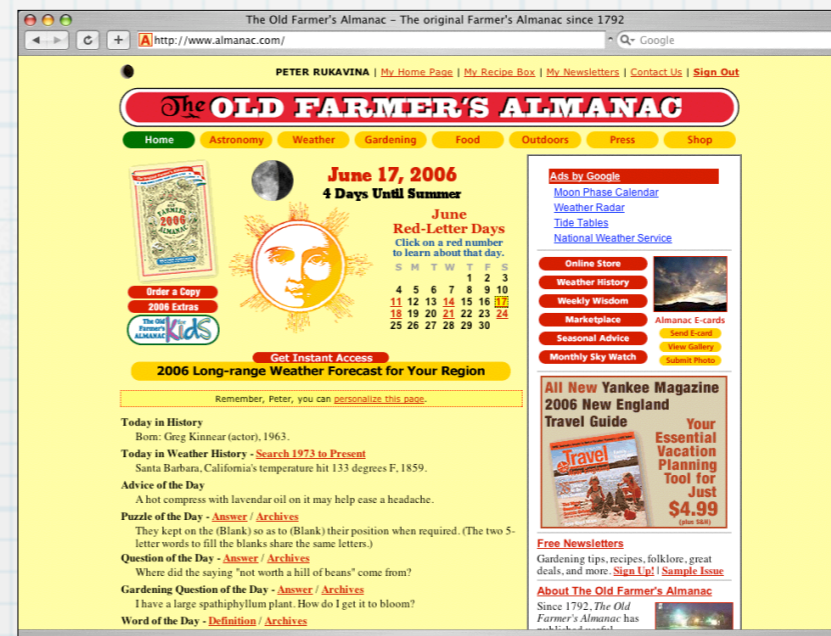 The Old Farmer's Almanac – The original Farmer's Almanac since 1792
http://www.almanac.com/
Google
PETER RUKAVINA | My Home Page | My Recipe Box | My Newsletters | Contact Us | Sign Out
The OLD FARMER'S ALMANAC
Home Astronomy Weather Gardening Food Outdoors Press Shop
2006
ALMANAC
Order a Copy
2006 Extras
The Old Farmer's ALMANAC for Kids
June 17, 2006
4 Days Until Summer
June
Red-Letter Days
Click on a red number
to learn about that day.
S M T W T F S
1 2 3
4 5 6 7 8 9 10
11 12 13 14 15 16 17
18 19 20 21 22 23 24
25 26 27 28 29 30
Get Instant Access
2006 Long-range Weather Forecast for Your Region
Remember, Peter, you can personalize this page.
Today in History
Born: Greg Kinnear (actor), 1963.
Today in Weather History - Search 1973 to Present
Santa Barbara, California's temperature hit 133 degrees F, 1859.
Advice of the Day
A hot compress with lavendar oil on it may help ease a headache.
Puzzle of the Day - Answer / Archives
They kept on the (Blank) so as to (Blank) their position when required. (The two 5-
letter words to fill the blanks share the same letters.)
Question of the Day - Answer / Archives
Where did the saying "not worth a hill of beans" come from?
Gardening Question of the Day - Answer / Archives
I have a large spathiphyllum plant. How do I get it to bloom?
Word of the Day - Definition / Archives
Ads by Google
Moon Phase Calendar
Weather Radar
Tide Tables
National Weather Service
Online Store
Weather History
Weekly Wisdom
Marketplace
Seasonal Advice
Monthly Sky Watch
Almanac E-cards
Send E-card
View Gallery
Submit Photo
All New Yankee Magazine
2006 New England
Travel Guide
Travel
Your
Essential
Vacation
Planning
Tool for
Just
$4.99
(plus S&H)
Free Newsletters
Gardening tips, recipes, folklore, great
deals, and more. Sign Up! | Sample Issue
About The Old Farmer's Almanac
Since 1792, The Old
Farmer's Almanac has
published useful